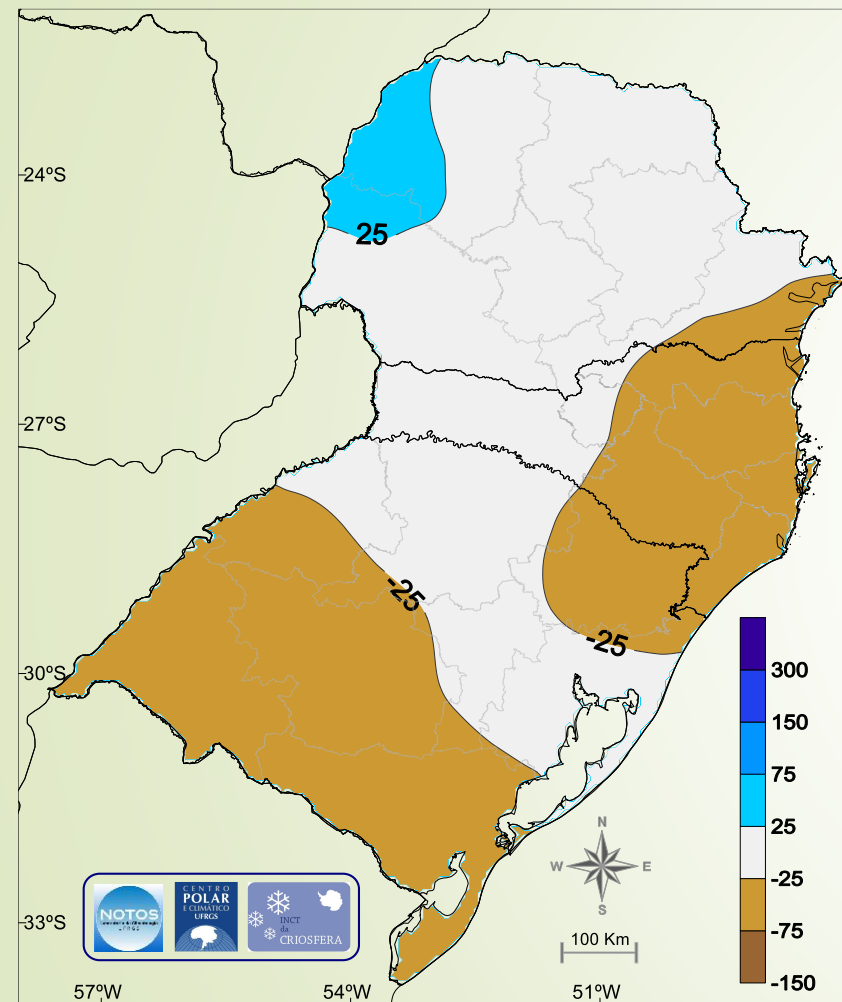 24ºS
25
27ºS
-25
-25
30ºS
300
150
75
25
-25
-75
-150
N
W E
S
100 Km
33ºS
NOTOS
UFRGS
CENTRO
POLAR
E CLIMÁTICO
UFRGS
INCT
da
CRIOSFERA
57ºW
54ºW
51ºW